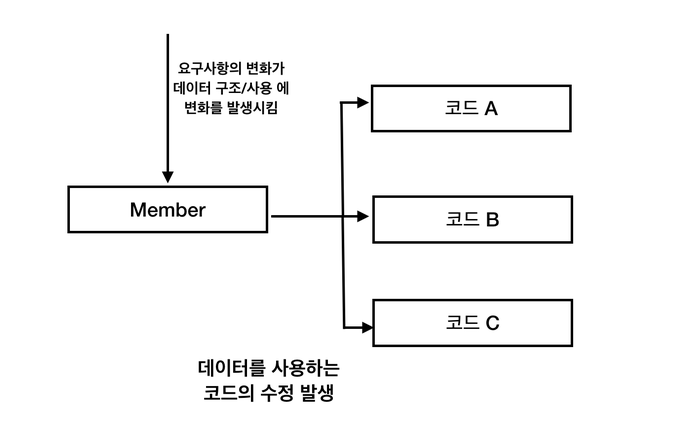 요구사항의 변화가
데이터 구조/사용 에
변화를 발생시킴
코드 A
Member
코드 B
코드 C
데이터를 사용하는
코드의 수정 발생